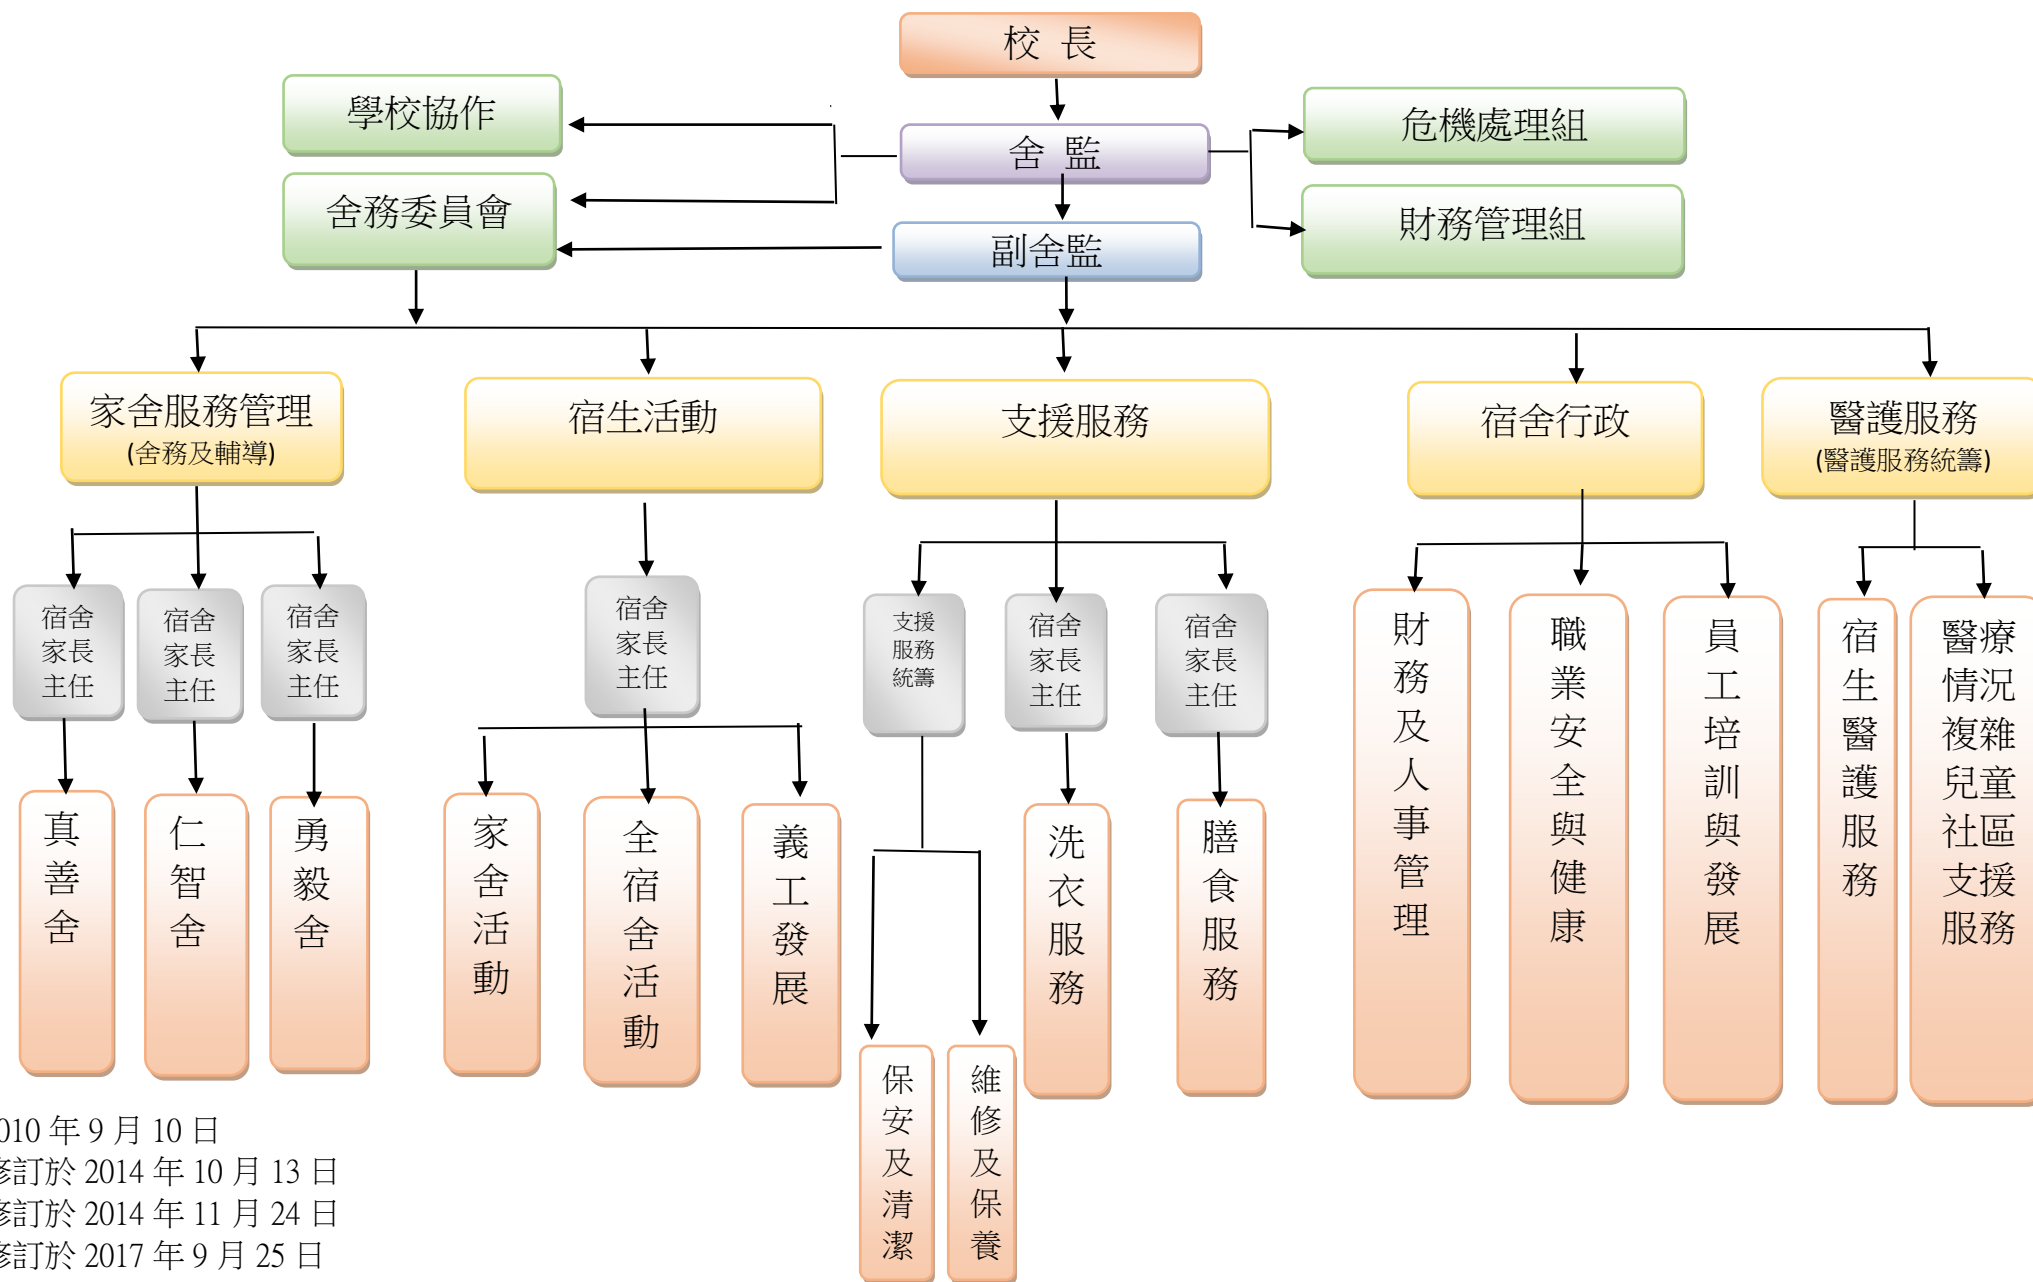 校 長
學校協作
舍 監
危機處理組
舍務委員會
副舍監
財務管理組
家舍服務管理
(舍務及輔導)
宿生活動
支援服務
宿舍行政
醫護服務
(醫護服務統籌)
宿舍
家長
主任
宿舍
家長
主任
宿舍
家長
主任
宿舍
家長
主任
支援
服務
統籌
宿舍
家長
主任
宿舍
家長
主任
真善舍
仁智舍
勇毅舍
家舍活動
全宿舍活動
義工發展
保安及清潔
維修及保養
洗衣服務
膳食服務
財務及人事管理
職業安全與健康
員工培訓與發展
宿生醫護服務
醫療
情況
複雜
兒童
社區
支援
服務
010 年 9 月 10 日
修訂於 2014 年 10 月 13 日
修訂於 2014 年 11 月 24 日
修訂於 2017 年 9 月 25 日